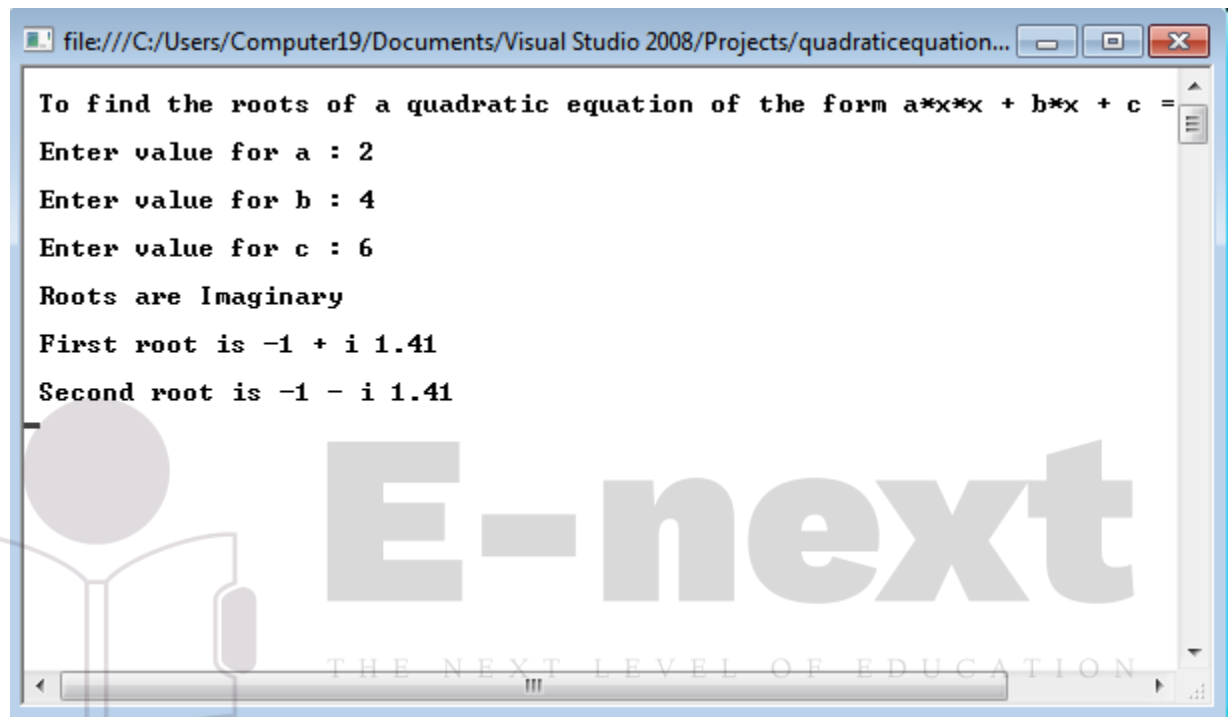 file:///C:/Users/Computer19/Documents/Visual Studio 2008/Projects/quadraticequation...
To find the roots of a quadratic equation of the form a*x*x + b*x + c =
Enter value for a : 2
Enter value for b : 4
Enter value for c : 6
Roots are Imaginary
First root is -1 + i 1.41
Second root is -1 - i 1.41
E-next
THE NEXT LEVEL OF EDUCATION